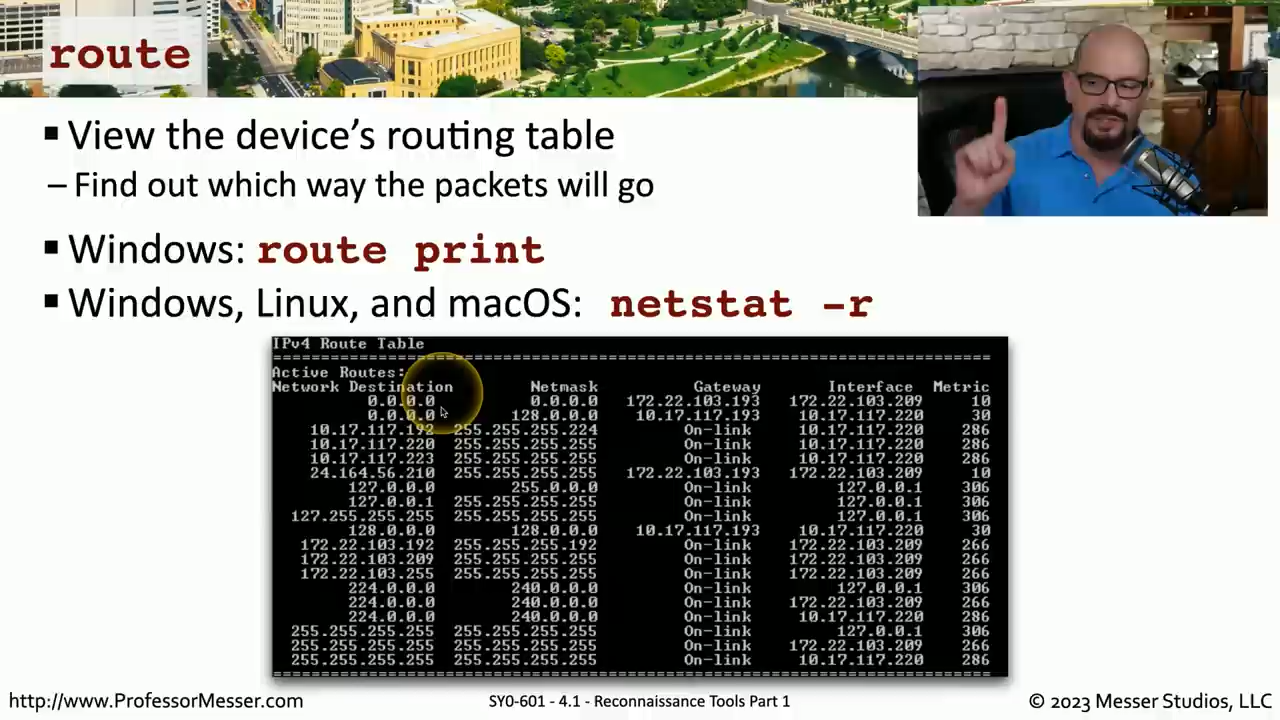 route
▪ View the device's routing table
– Find out which way the packets will go
▪ Windows: route print
▪ Windows, Linux, and macOS: netstat –r
IPv4 Route Table
===========================================================================
Active Routes:
Network Destination Netmask Gateway Interface Metric
0.0.0.0 0.0.0.0 172.22.103.193 172.22.103.209 10
0.0.0.0 128.0.0.0 10.17.117.193 10.17.117.220 30
10.17.117.192 255.255.255.224 On-link 10.17.117.220 286
10.17.117.220 255.255.255.255 On-link 10.17.117.220 286
10.17.117.223 255.255.255.255 On-link 10.17.117.220 286
24.164.56.210 255.255.255.255 172.22.103.193 172.22.103.209 10
127.0.0.0 255.0.0.0 On-link 127.0.0.1 306
127.0.0.1 255.255.255.255 On-link 127.0.0.1 306
127.255.255.255 255.255.255.255 On-link 127.0.0.1 306
128.0.0.0 128.0.0.0 10.17.117.193 10.17.117.220 30
172.22.103.192 255.255.255.192 On-link 172.22.103.209 266
172.22.103.209 255.255.255.255 On-link 172.22.103.209 266
172.22.103.255 255.255.255.255 On-link 172.22.103.209 266
224.0.0.0 240.0.0.0 On-link 127.0.0.1 306
224.0.0.0 240.0.0.0 On-link 172.22.103.209 266
224.0.0.0 240.0.0.0 On-link 10.17.117.220 286
255.255.255.255 255.255.255.255 On-link 127.0.0.1 306
255.255.255.255 255.255.255.255 On-link 172.22.103.209 266
255.255.255.255 255.255.255.255 On-link 10.17.117.220 286
===========================================================================
http://www.ProfessorMesser.com SY0-601 - 4.1 - Reconnaissance Tools Part 1 © 2023 Messer Studios, LLC